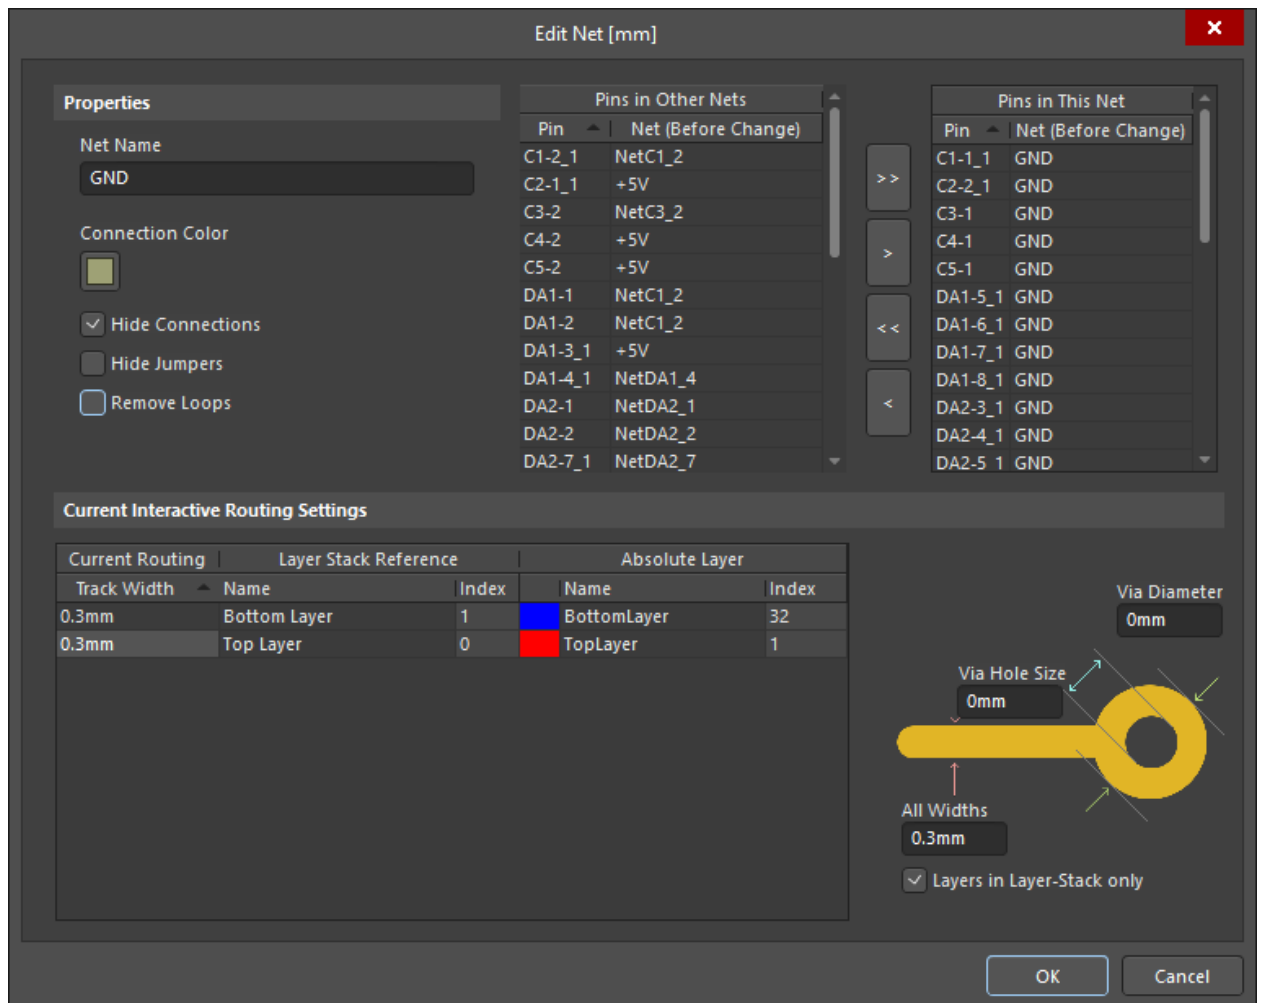 Edit Net [mm]
Properties
Net Name
GND
Connection Color
Hide Connections
Hide Jumpers
Remove Loops
Pins in Other Nets
Pin Net (Before Change)
C1-2_1 NetC1_2
C2-1_1 +5V
C3-2 NetC3_2
C4-2 +5V
C5-2 +5V
DA1-1 NetC1_2
DA1-2 NetC1_2
DA1-3_1 +5V
DA1-4_1 NetDA1_4
DA2-1 NetDA2_1
DA2-2 NetDA2_2
DA2-7_1 NetDA2_7
>>
>
<<
<
Pins in This Net
Pin Net (Before Change)
C1-1_1 GND
C2-2_1 GND
C3-1 GND
C4-1 GND
C5-1 GND
DA1-5_1 GND
DA1-6_1 GND
DA1-7_1 GND
DA1-8_1 GND
DA2-3_1 GND
DA2-4_1 GND
DA2-5_1 GND
Current Interactive Routing Settings
Current Routing Layer Stack Reference Absolute Layer
Track Width Name Index Name Index
0.3mm Bottom Layer 1 BottomLayer 32
0.3mm Top Layer 0 TopLayer 1
Via Diameter
0mm
Via Hole Size
0mm
All Widths
0.3mm
Layers in Layer-Stack only
OK Cancel